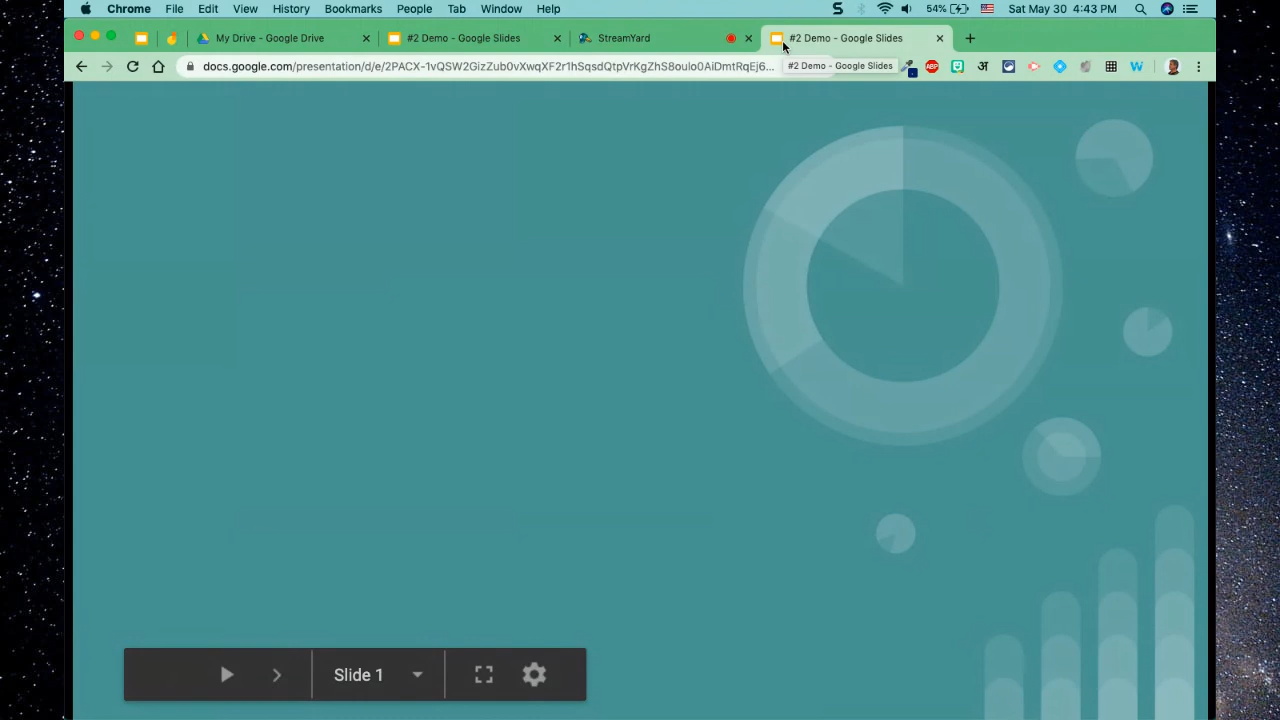 Chrome File Edit View History Bookmarks People Tab Window Help 54% Sat May 30 4:43 PM
My Drive - Google Drive #2 Demo - Google Slides StreamYard #2 Demo - Google Slides
docs.google.com/presentation/d/e/2PACX-1vQSW2GizZub0vXwqXF2r1hSqsdQtpVrKgZhS8oulo0AiDmtRqEj6... #2 Demo - Google Slides ABP अ W
Slide 1